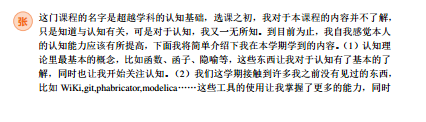 张
这门课程的名字是超越学科的认知基础，选课之初，我对于本课程的内容并不了解，
只是知道与认知有关，可是对于认知，我又一无所知。到目前为止，我自我感觉本人
的认知能力应该有所提高，下面我将简单介绍下我在本学期学到的内容。（1）认知理
论里最基本的概念，比如函数、函子、隐喻等，这些东西让我对于认知有了基本的了
解，同时也让我开始关注认知。（2）我们这学期接触到许多我之前没有见过的东西，
比如 WiKi,git,phabricator,modelica……这些工具的使用让我掌握了更多的能力，同时